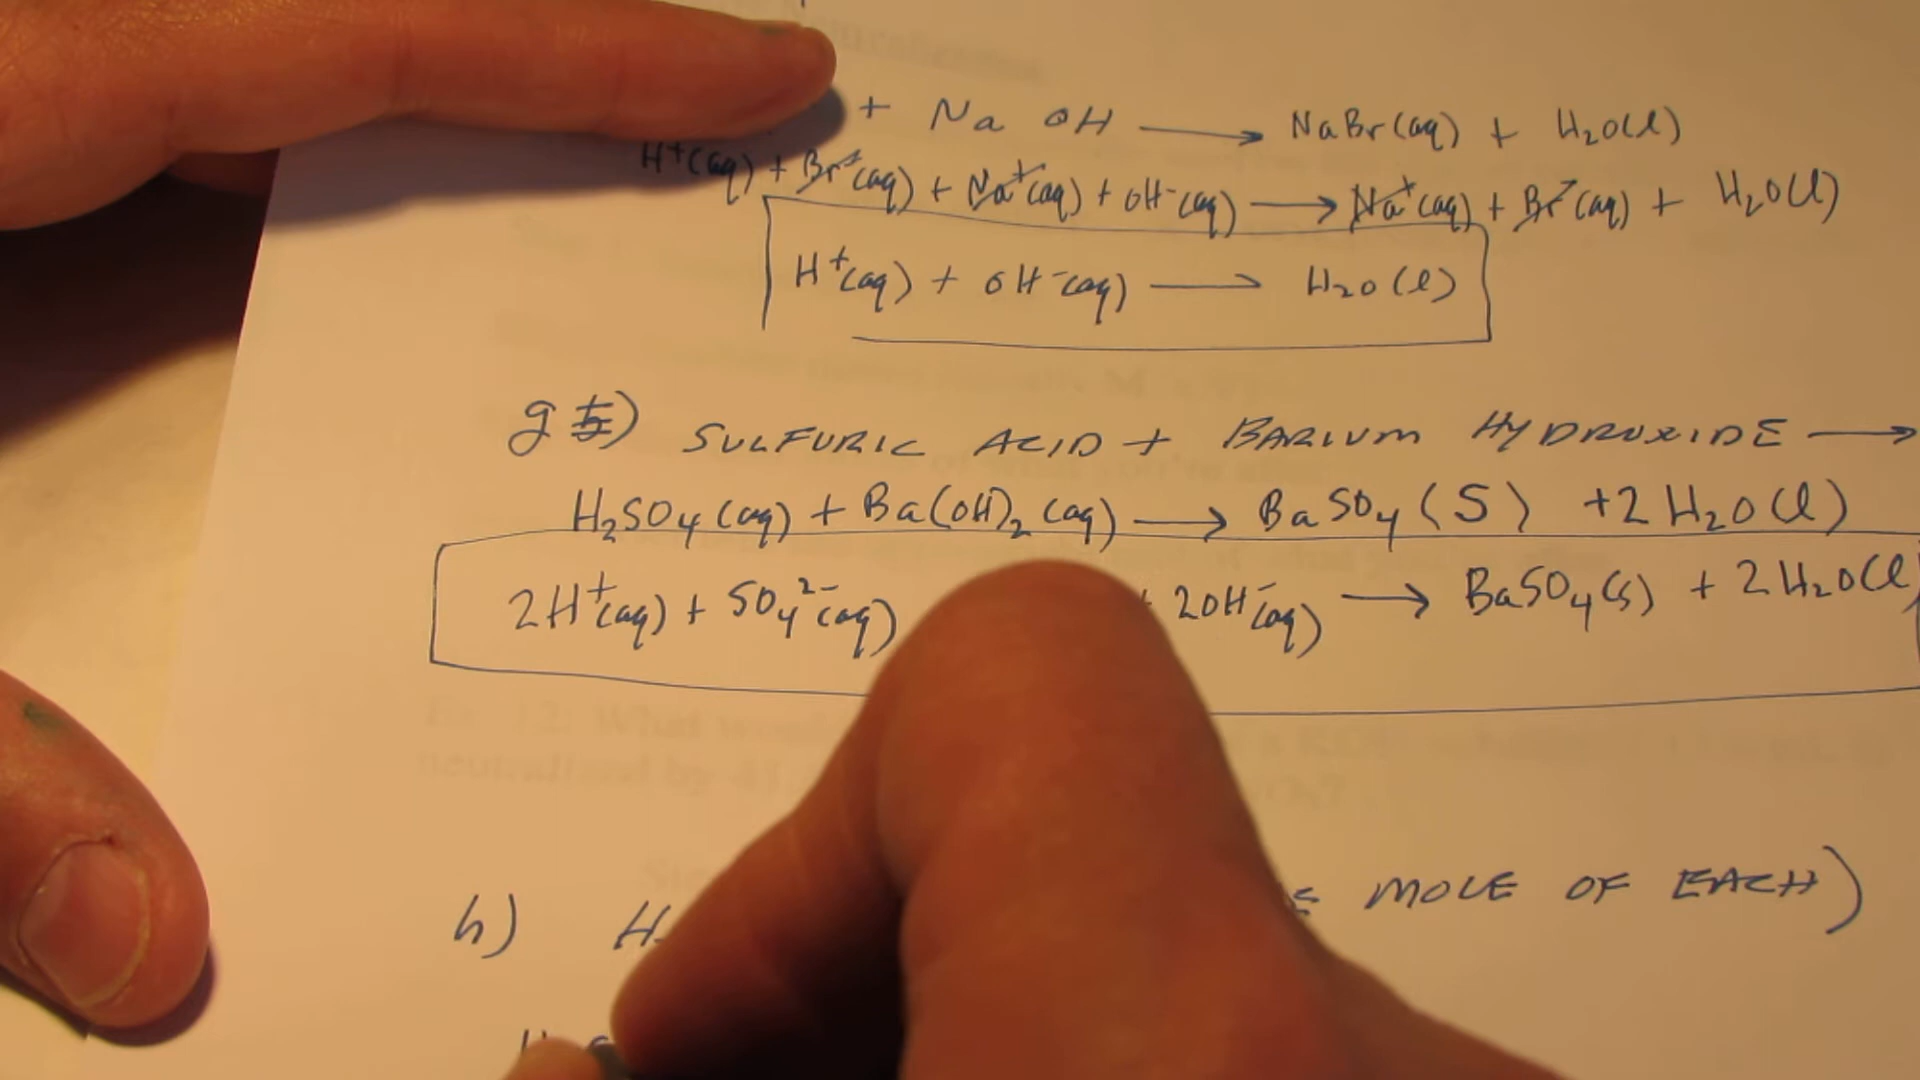 + Na OH ⟶ NaBr(aq) + H₂O(l)
H⁺(aq) + Br⁻(aq) + Na⁺(aq) + OH⁻(aq) ⟶ Na⁺(aq) + Br⁻(aq) + H₂O(l)
H⁺(aq) + OH⁻(aq) ⟶ H₂O(l)
g) SULFURIC ACID + BARIUM HYDROXIDE ⟶
H₂SO₄(aq) + Ba(OH)₂(aq) ⟶ BaSO₄(S) + 2H₂O(l)
2H⁺(aq) + SO₄²⁻(aq) 2OH⁻(aq) ⟶ BaSO₄(s) + 2H₂O(l)
h) H MOLE OF EACH)